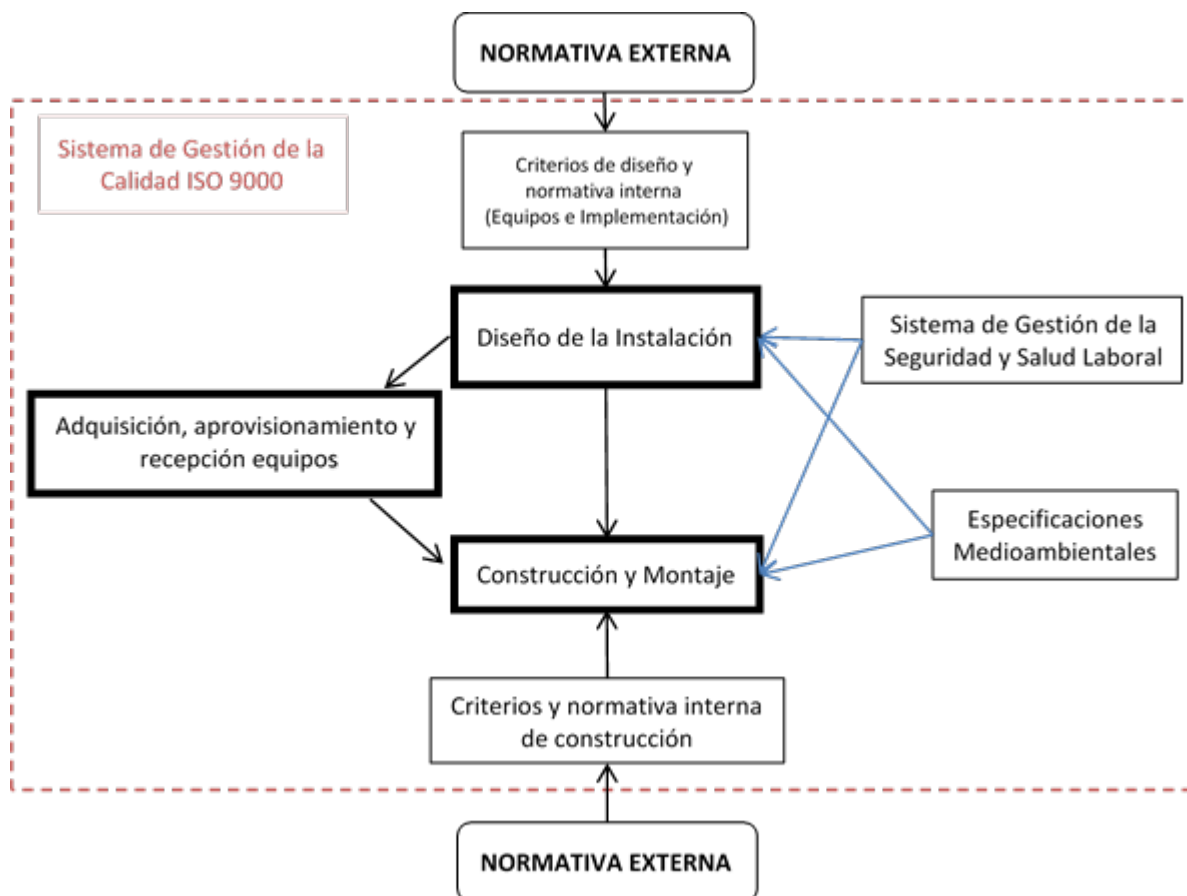 NORMATIVA EXTERNA
Sistema de Gestión de la
Calidad ISO 9000
Criterios de diseño y
normativa interna
(Equipos e Implementación)
Diseño de la Instalación
Sistema de Gestión de la
Seguridad y Salud Laboral
Adquisición, aprovisionamiento y
recepción equipos
Especificaciones
Medioambientales
Construcción y Montaje
Criterios y normativa interna
de construcción
NORMATIVA EXTERNA